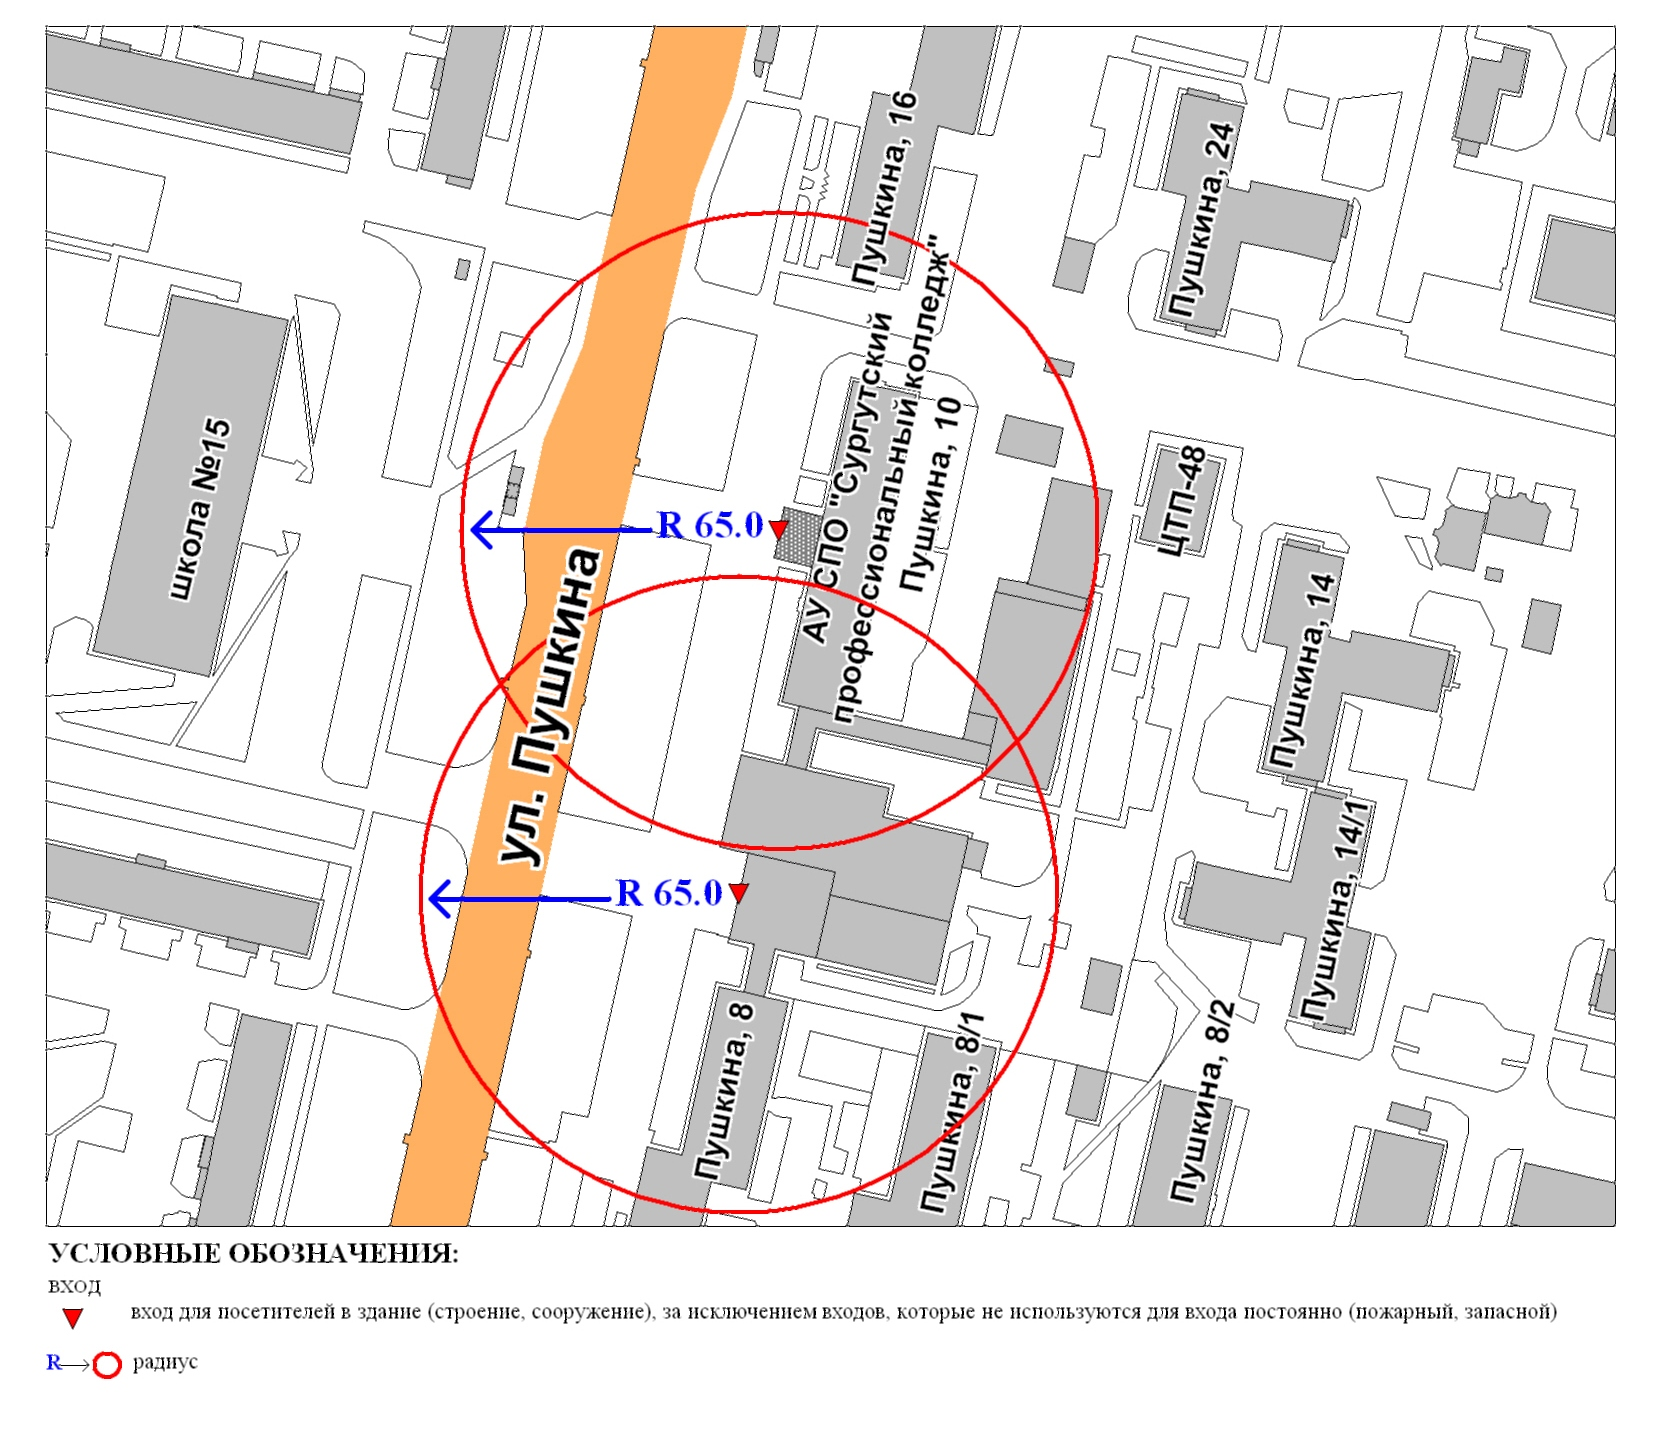 Пушкина, 16
Пушкина, 24
АУ СПО "Сургутский
профессиональный колледж"
Пушкина, 10
школа №15
ЦТП-48
R 65.0
ул. Пушкина
Пушкина, 14
Пушкина, 14/1
R 65.0
Пушкина, 8
Пушкина, 8/1
Пушкина, 8/2
УСЛОВНЫЕ ОБОЗНАЧЕНИЯ:
вход
вход для посетителей в здание (строение, сооружение), за исключением входов, которые не используются для входа постоянно (пожарный, запасной)
R радиус